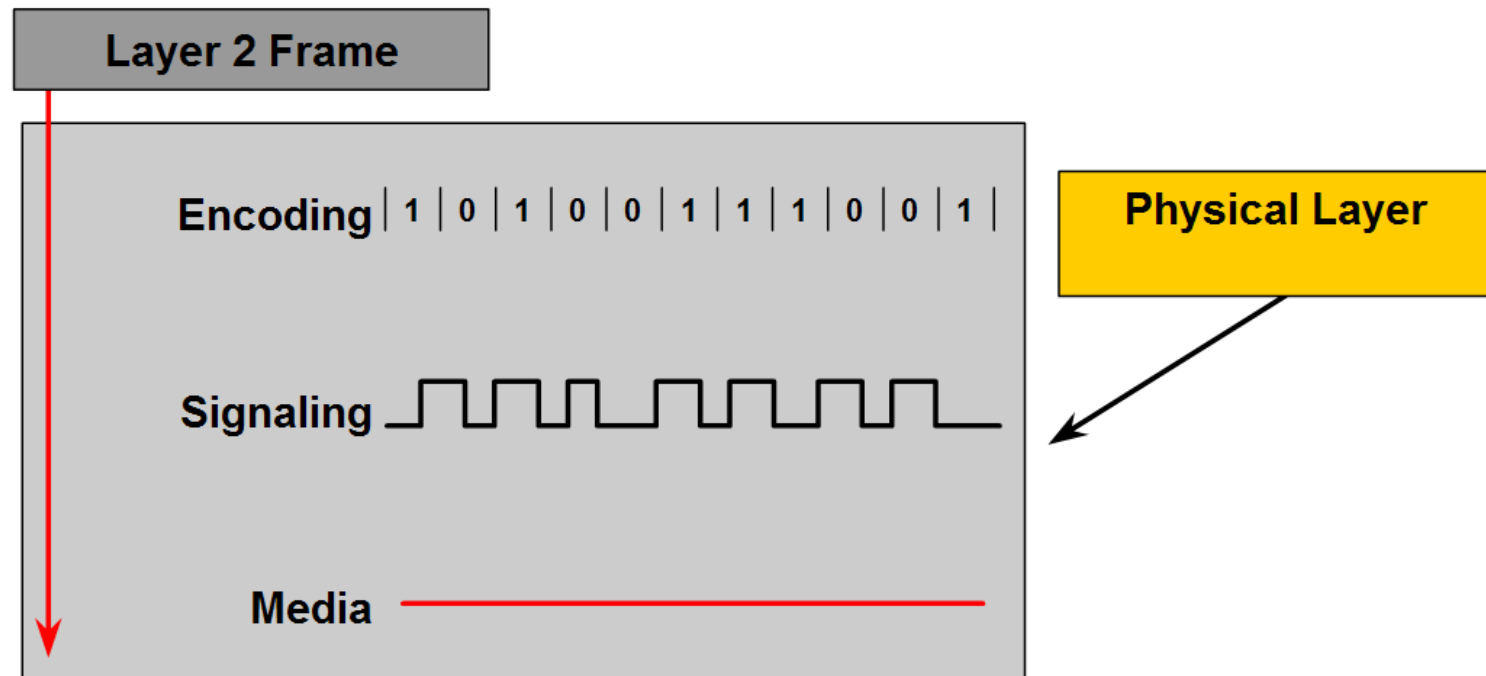 Layer 2 Frame
Encoding | 1 | 0 | 1 | 0 | 0 | 1 | 1 | 1 | 0 | 0 | 1 |
Physical Layer
Signaling
Media